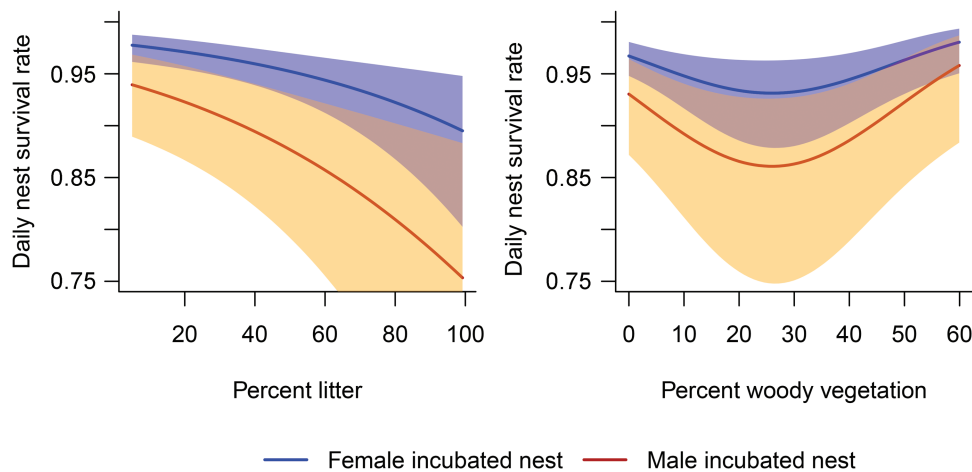 Daily nest survival rate
0.95
0.85
0.75
20 40 60 80 100
Percent litter
Daily nest survival rate
0.95
0.85
0.75
0 10 20 30 40 50 60
Percent woody vegetation
Female incubated nest
Male incubated nest